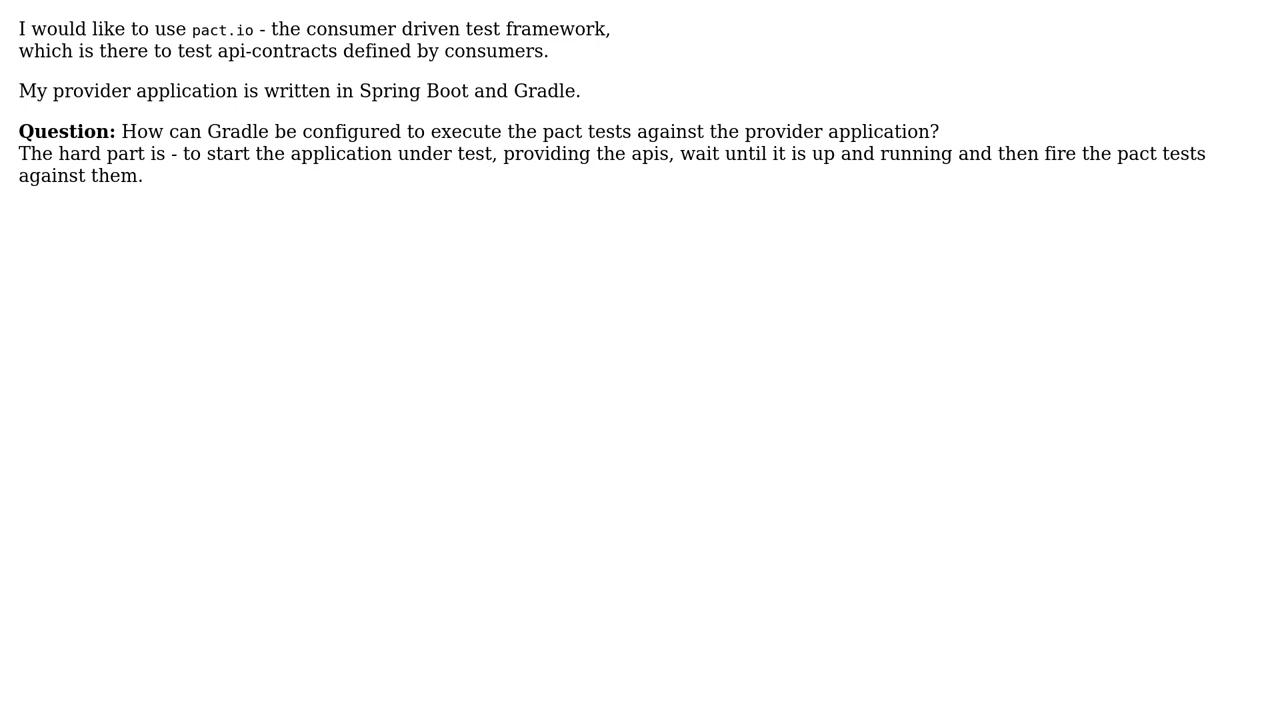 I would like to use pact.io - the consumer driven test framework,
which is there to test api-contracts defined by consumers.
My provider application is written in Spring Boot and Gradle.
Question: How can Gradle be configured to execute the pact tests against the provider application?
The hard part is - to start the application under test, providing the apis, wait until it is up and running and then fire the pact tests
against them.